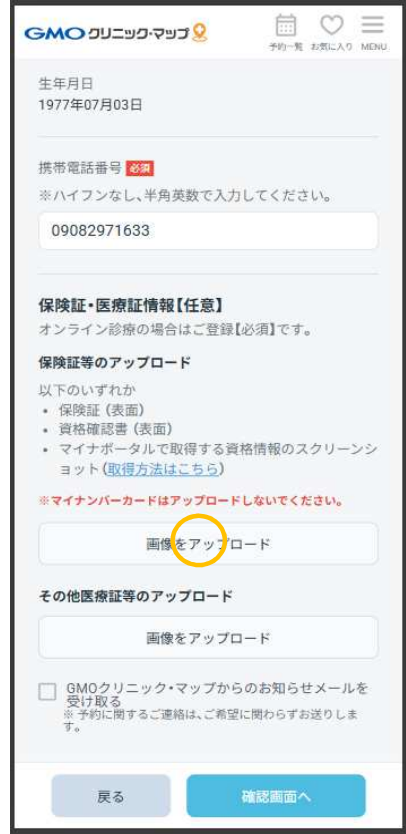 GMO クリニック・マップ
予約一覧 お気に入り MENU
生年月日
1977年07月03日
携帯電話番号 必須
※ハイフンなし、半角英数で入力してください。
09082971633
保険証・医療証情報【任意】
オンライン診療の場合はご登録【必須】です。
保険証等のアップロード
以下のいずれか
• 保険証（表面）
• 資格確認書（表面）
• マイナポータルで取得する資格情報のスクリーンシ
ョット（取得方法はこちら）
※マイナンバーカードはアップロードしないでください。
画像をアップロード
その他医療証等のアップロード
画像をアップロード
GMOクリニック・マップからのお知らせメールを
受け取る
※ 予約に関するご連絡は、ご希望に関わらずお送りしま
す。
戻る
確認画面へ